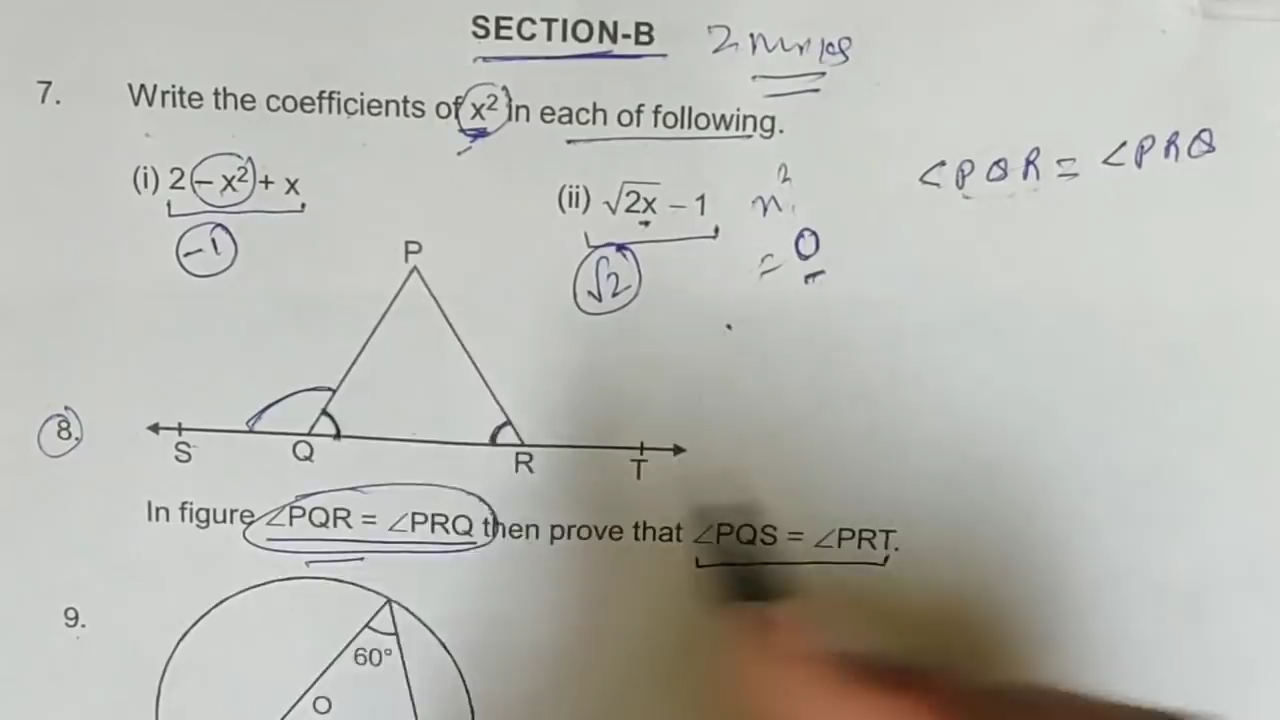 SECTION-B 2 Mrks
7. Write the coefficients of x² in each of following.
(i) 2 – x² + x (ii) √2x – 1 x²
-1 √2 = 0
∠PQR = ∠PRQ
P
8.
S Q R T
In figure ∠PQR = ∠PRQ then prove that ∠PQS = ∠PRT.
9.
60°
O